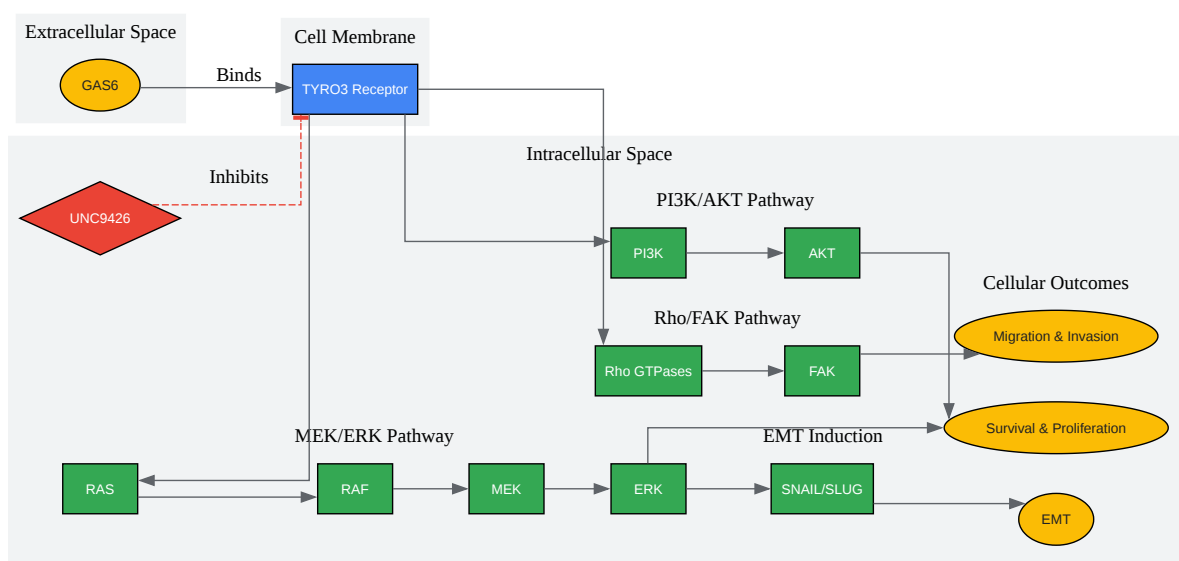 Extracellular Space
Cell Membrane
GAS6
Binds
TYRO3 Receptor
Intracellular Space
Inhibits
UNC9426
PI3K/AKT Pathway
PI3K
AKT
Cellular Outcomes
Rho/FAK Pathway
Migration & Invasion
Rho GTPases
FAK
Survival & Proliferation
MEK/ERK Pathway
EMT Induction
RAS
RAF
MEK
ERK
SNAIL/SLUG
EMT